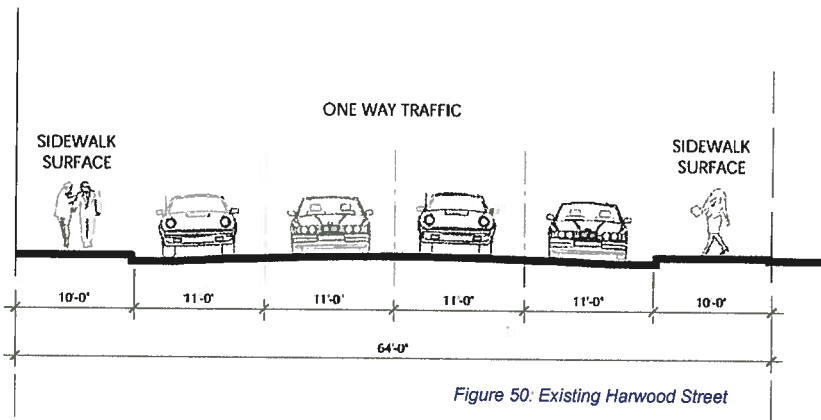 ONE WAY TRAFFIC
SIDEWALK
SURFACE
SIDEWALK
SURFACE
10'-0"
11'-0"
11'-0'
11'-0"
11'-0"
10'-0"
64'-0"
Figure 50: Existing Harwood Street